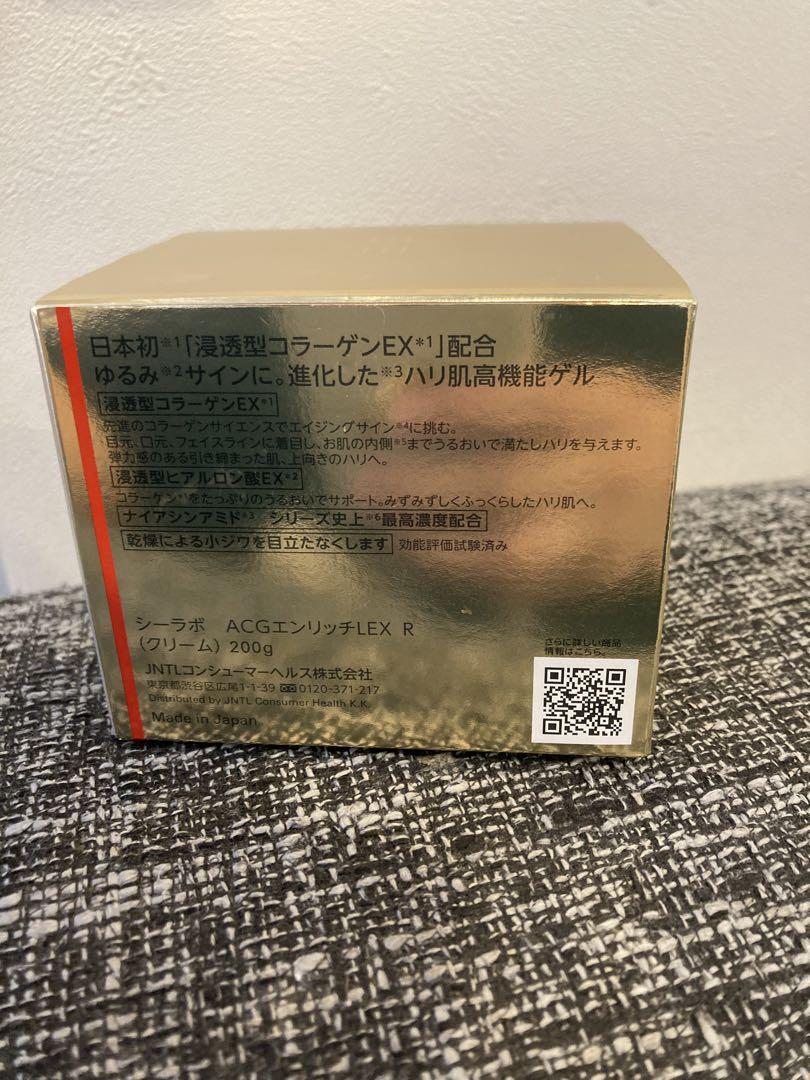 日本初※1「浸透型コラーゲンEX*1」配合
ゆるみ※2サインに。進化した※3ハリ肌高機能ゲル
浸透型コラーゲンEX*1
先進のコラーゲンサイエンスでエイジングサイン※4に挑む。
目元、口元、フェイスラインに着目し、お肌の内側※5までうるおいで満たしハリを与えます。
弾力感のある引き締まった肌、上向きのハリへ。
浸透型ヒアルロン酸EX*2
コラーゲン*1をたっぷりのうるおいでサポート。みずみずしくふっくらしたハリ肌へ。
ナイアシンアミド*3 シリーズ史上※6最高濃度配合
乾燥による小ジワを目立たなくします 効能評価試験済み
シーラボ ACGエンリッチLEX R
(クリーム) 200g
JNTLコンシューマーヘルス株式会社
東京都渋谷区広尾1-1-39 0120-371-217
Distributed by JNTL Consumer Health K.K.
Made in Japan
さらに詳しい商品
情報はこちら。